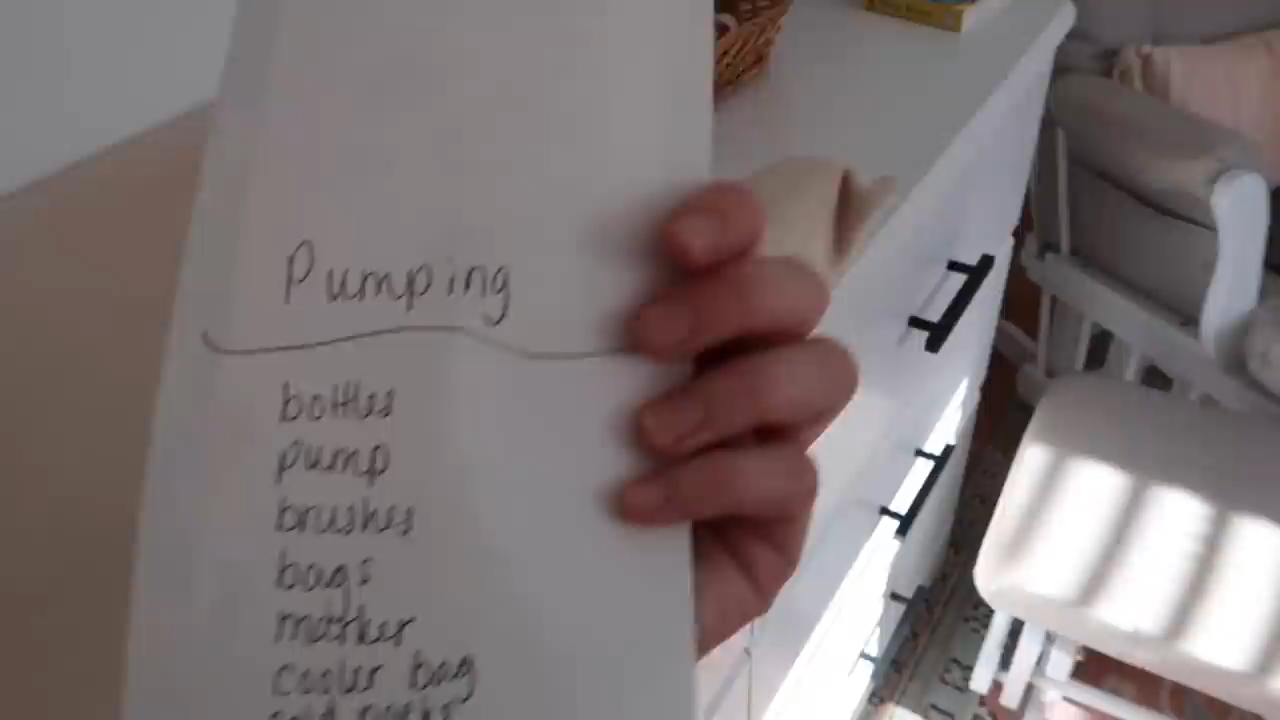 Pumping
bottles
pump
brushes
bags
marker
cooler bag